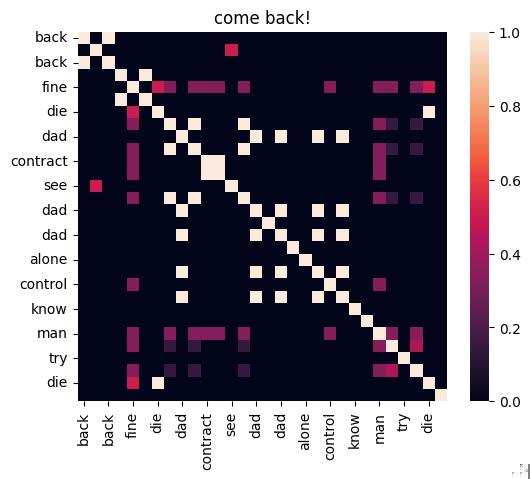 come back!
back
back
fine
die
dad
contract
see
dad
dad
alone
control
know
man
try
die
1.0
0.8
0.6
0.4
0.2
0.0
back
back
fine
die
dad
contract
see
dad
dad
alone
control
know
man
try
die